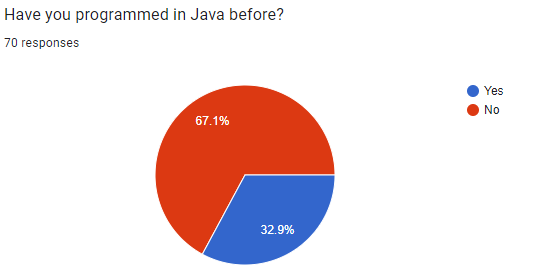 Have you programmed in Java before?
70 responses
Yes
No
67.1%
32.9%